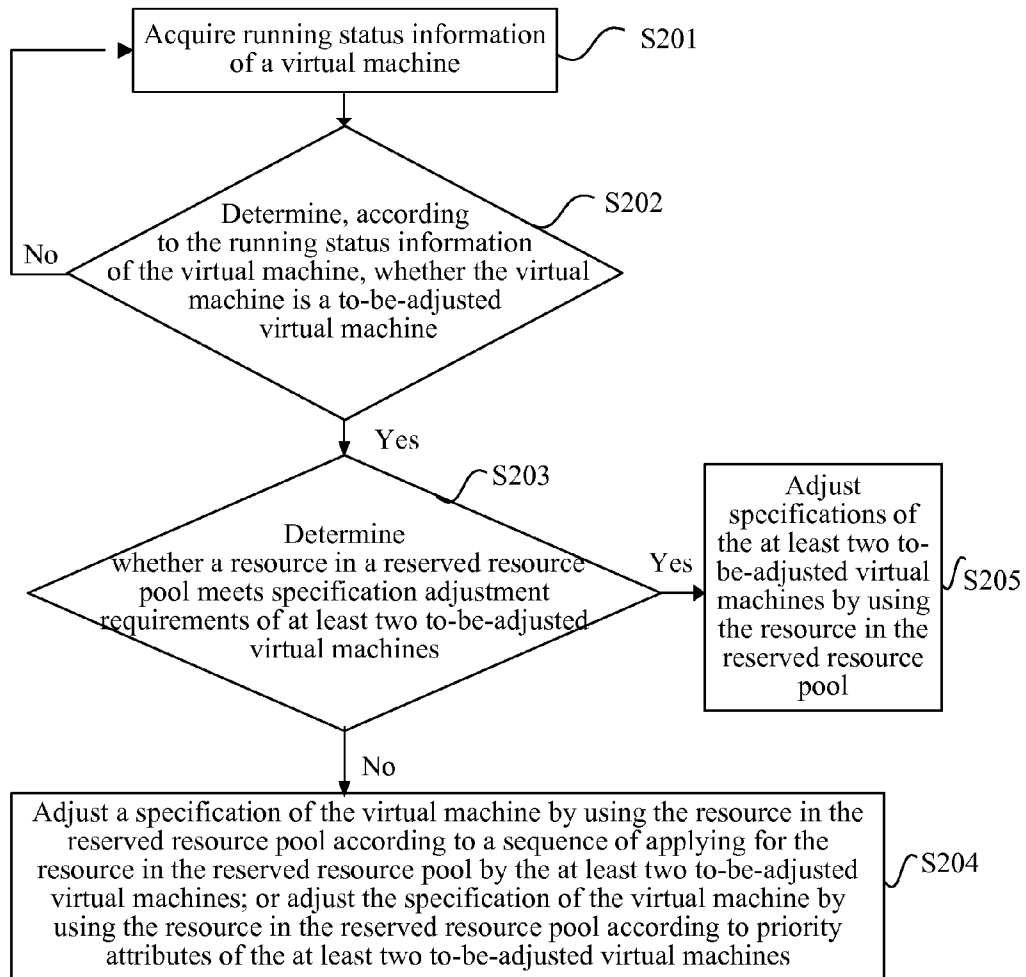 Acquire running status information
of a virtual machine
S201
S202
Determine, according
to the running status information
of the virtual machine, whether the virtual
machine is a to-be-adjusted
virtual machine
No
Yes
S203
Determine
whether a resource in a reserved resource
pool meets specification adjustment
requirements of at least two to-be-adjusted
virtual machines
Yes
Adjust
specifications of
the at least two to-
be-adjusted virtual
machines by using
the resource in the
reserved resource
pool
S205
No
Adjust a specification of the virtual machine by using the resource in the
reserved resource pool according to a sequence of applying for the
resource in the reserved resource pool by the at least two to-be-adjusted
virtual machines; or adjust the specification of the virtual machine by
using the resource in the reserved resource pool according to priority
attributes of the at least two to-be-adjusted virtual machines
S204